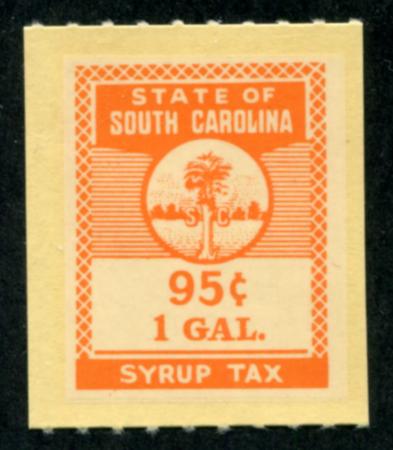 STATE OF
SOUTH CAROLINA
S C
95¢
1 GAL.
SYRUP TAX